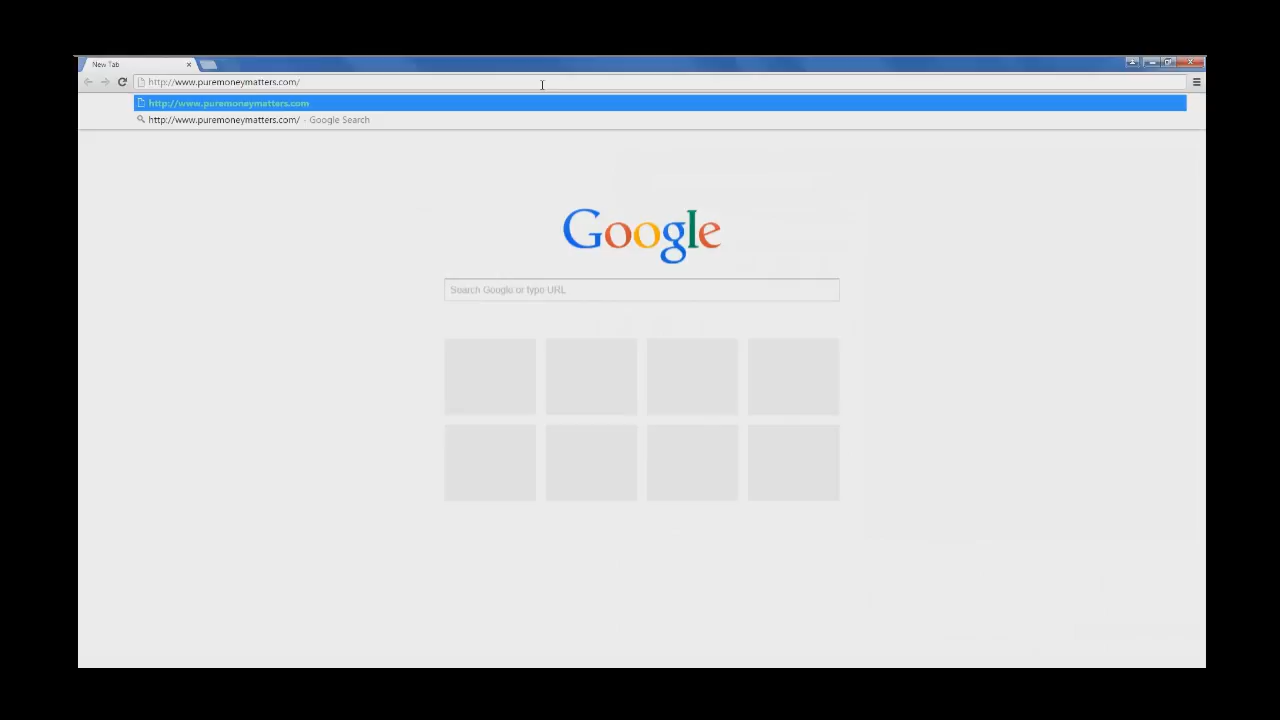 New Tab
http://www.puremoneymatters.com/
http://www.puremoneymatters.com
http://www.puremoneymatters.com/ - Google Search
Google
Search Google or type URL